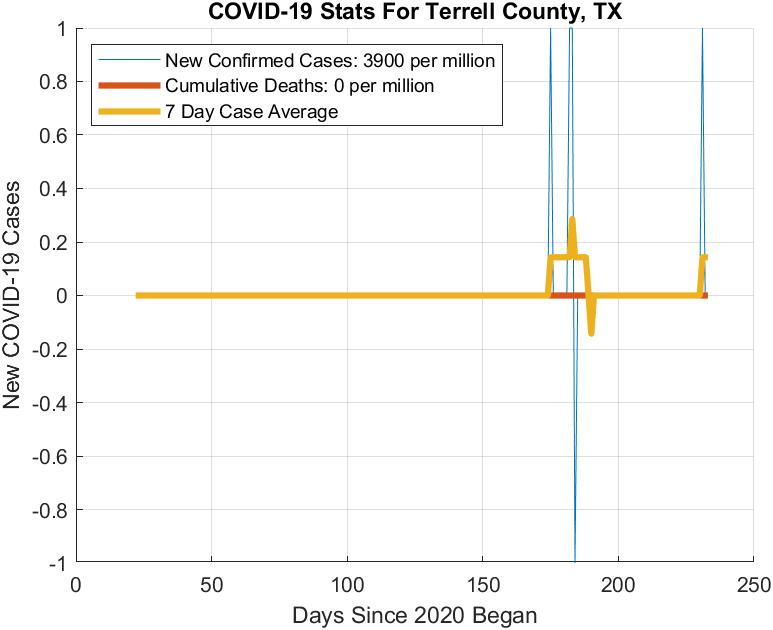 COVID-19 Stats For Terrell County, TX
New Confirmed Cases: 3900 per million
Cumulative Deaths: 0 per million
7 Day Case Average
New COVID-19 Cases
1
0.8
0.6
0.4
0.2
0
-0.2
-0.4
-0.6
-0.8
-1
0 50 100 150 200 250
Days Since 2020 Began